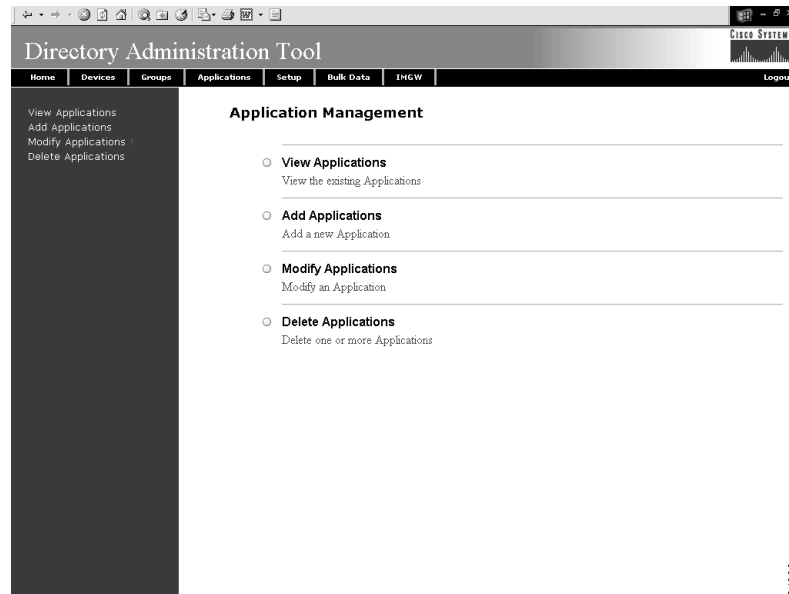 CISCO SYSTEM
Directory Administration Tool
Home Devices Groups Applications Setup Bulk Data IMGW Logou
View Applications
Add Applications
Modify Applications
Delete Applications
Application Management
View Applications
View the existing Applications
Add Applications
Add a new Application
Modify Applications
Modify an Application
Delete Applications
Delete one or more Applications